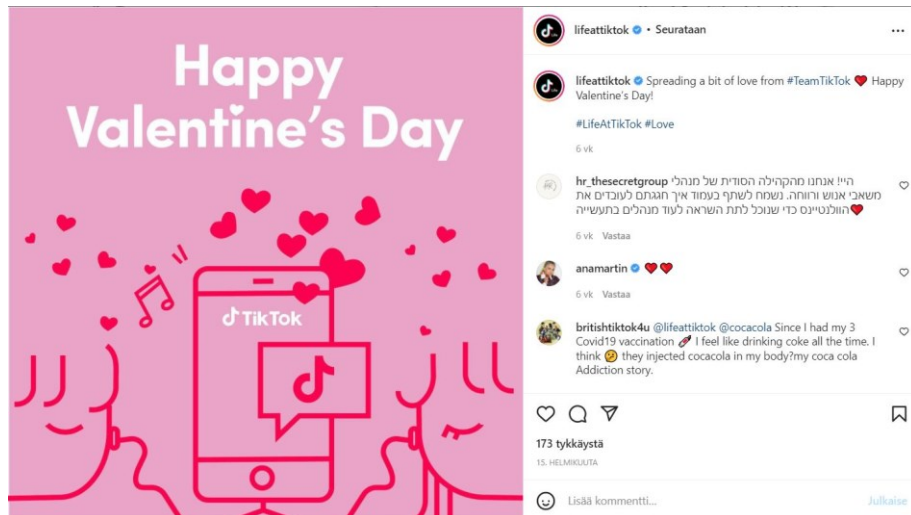 Happy
Valentine's Day
TikTok
lifeattiktok • Seurataan
lifeattiktok Spreading a bit of love from #TeamTikTok ❤️ Happy
Valentine's Day!
#LifeAtTikTok #Love
6 vk
hr_thesecretgroup היי! אנחנו מהקהילה הסודית של מנהלי
משאבי אנוש ורווחה. נשמח לשתף בעמוד איך חגגתם לעובדים את
הוולנטיינס כדי שנוכל לתת השראה לעוד מנהלים בתעשייה❤️
6 vk Vastaa
anamartin ❤️❤️
6 vk Vastaa
britishtiktok4u @lifeattiktok @cocacola Since I had my 3
Covid19 vaccination 💉 I feel like drinking coke all the time. I
think 🤔 they injected cocacola in my body?my coca cola
Addiction story.
173 tykkäystä
15. HELMIKUUTA
Lisää kommentti... Julkaise